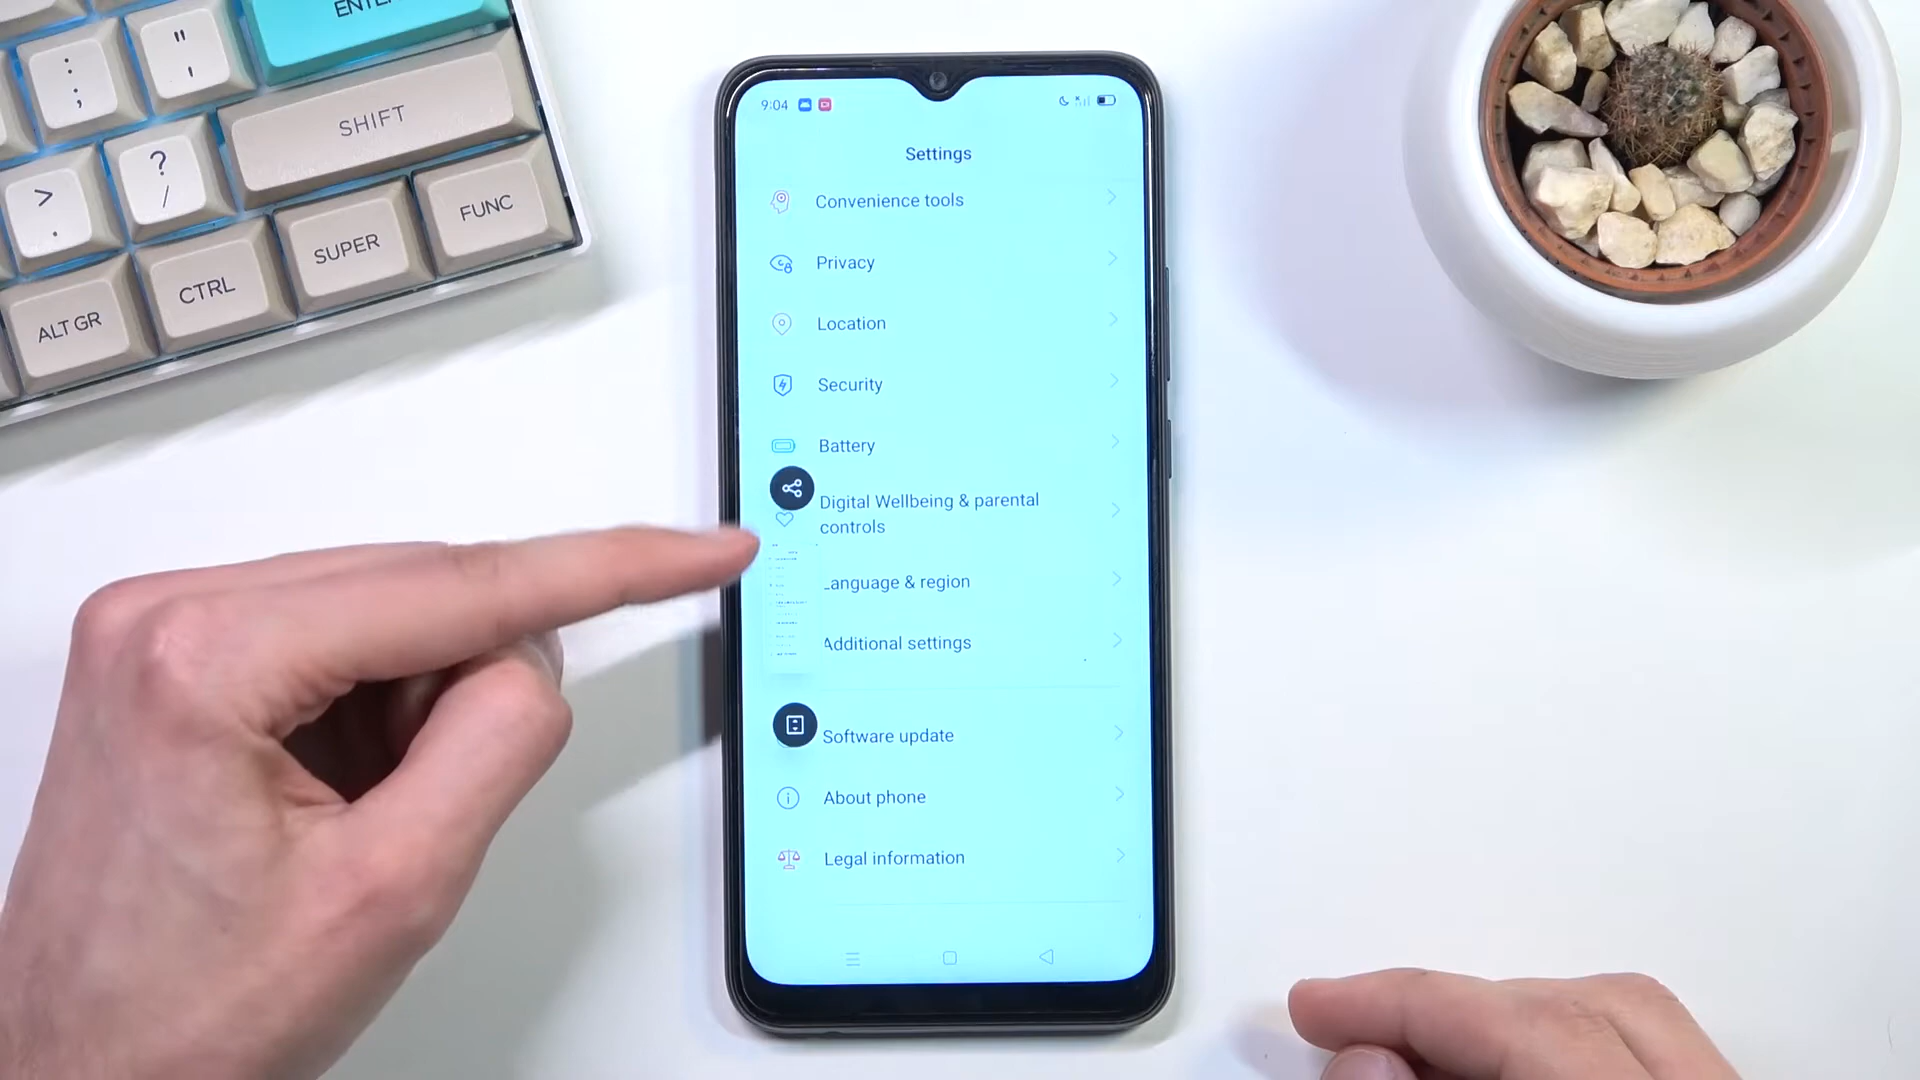 ENTER
:
;
"
'
SHIFT
>
.
?
/
FUNC
SUPER
CTRL
ALT GR
9:04
Settings
Convenience tools
Privacy
Location
Security
Battery
Digital Wellbeing & parental
controls
Language & region
Additional settings
Software update
About phone
Legal information